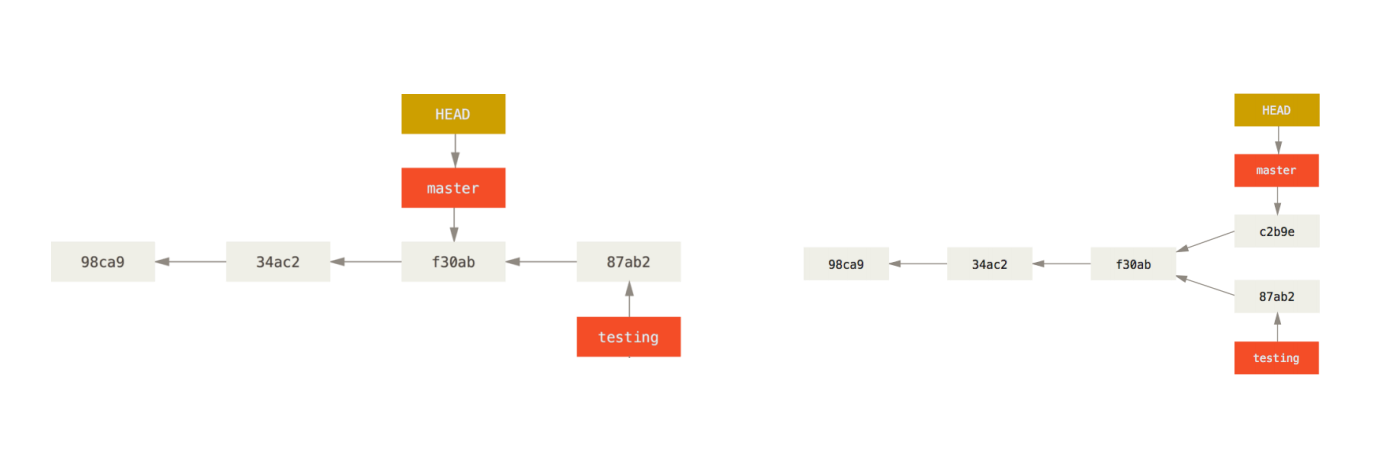 HEAD
master
98ca9
34ac2
f30ab
87ab2
testing
HEAD
master
c2b9e
98ca9
34ac2
f30ab
87ab2
testing